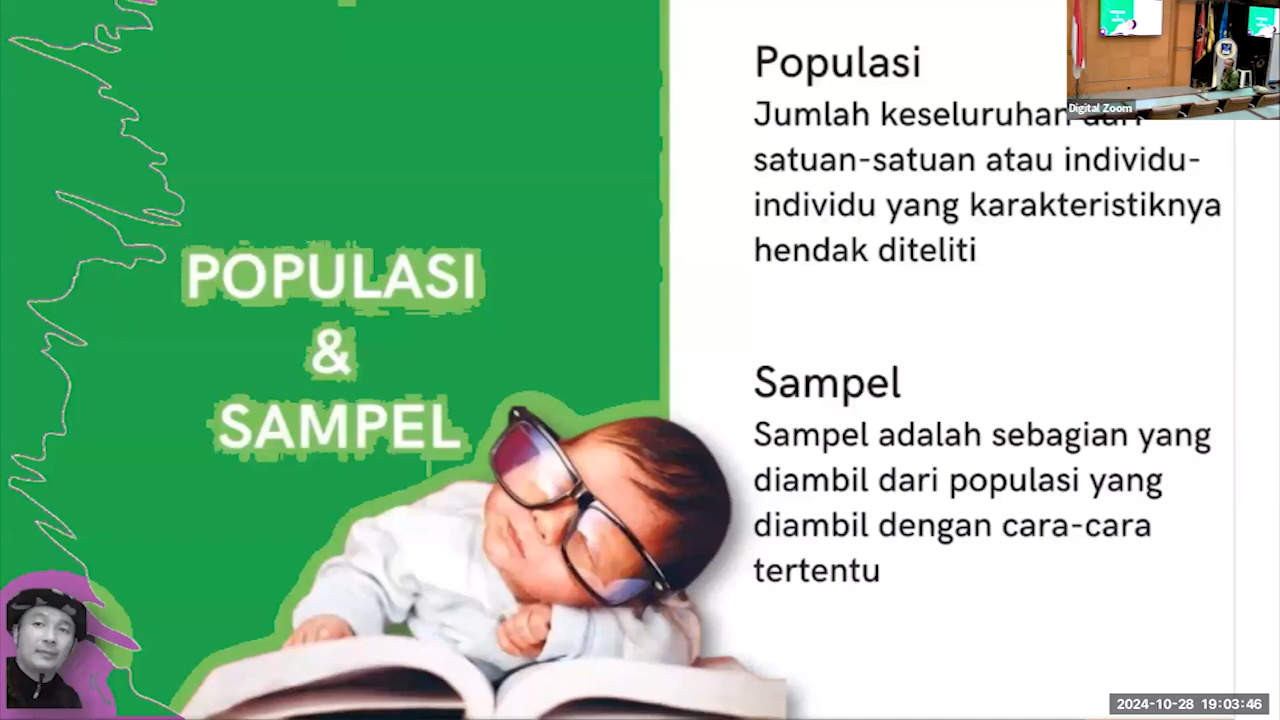 POPULASI
&
SAMPEL
Populasi
Jumlah keseluruhan dari
satuan-satuan atau individu-
individu yang karakteristiknya
hendak diteliti
Sampel
Sampel adalah sebagian yang
diambil dari populasi yang
diambil dengan cara-cara
tertentu
Digital Zoom
2024-10-28 19:03:46